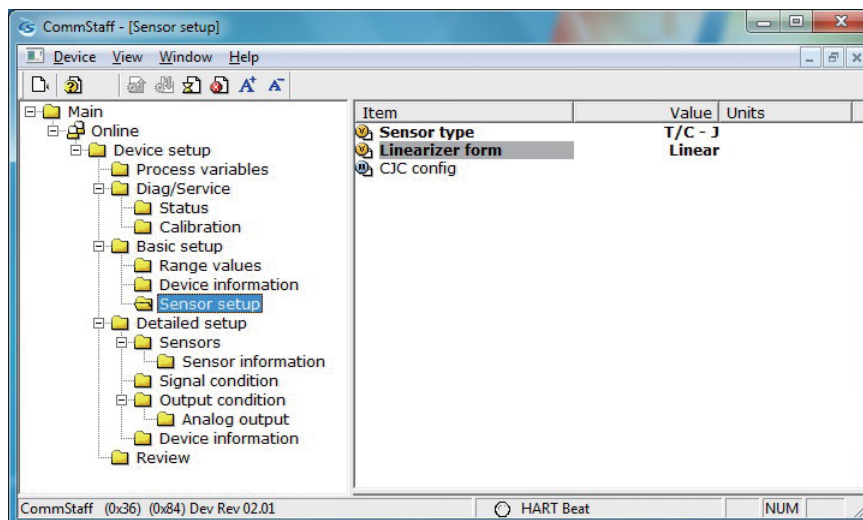 CommStaff - [Sensor setup]
Device View Window Help
Main
Online
Device setup
Process variables
Diag/Service
Status
Calibration
Basic setup
Range values
Device information
Sensor setup
Detailed setup
Sensors
Sensor information
Signal condition
Output condition
Analog output
Device information
Review
Item Value Units
Sensor type T/C - J
Linearizer form Linear
CJC config
CommStaff (0x36) (0x84) Dev Rev 02.01 HART Beat NUM